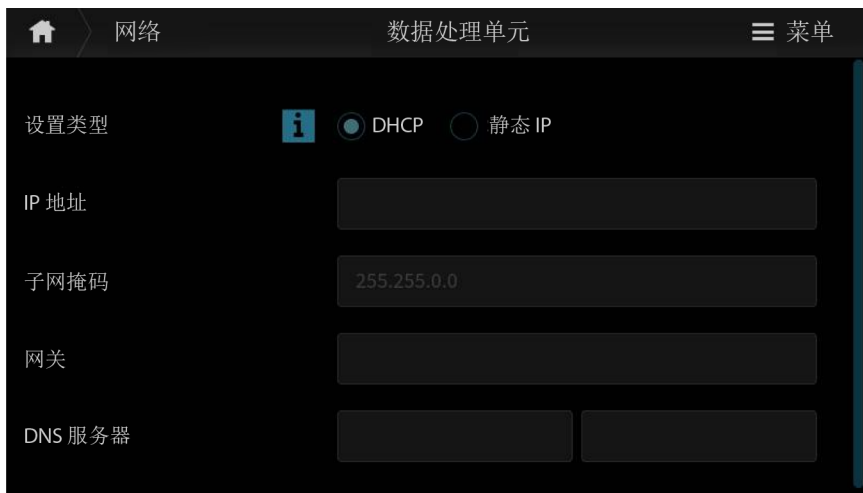 网络 数据处理单元 菜单
设置类型 i DHCP 静态 IP
IP 地址
子网掩码 255.255.0.0
网关
DNS 服务器